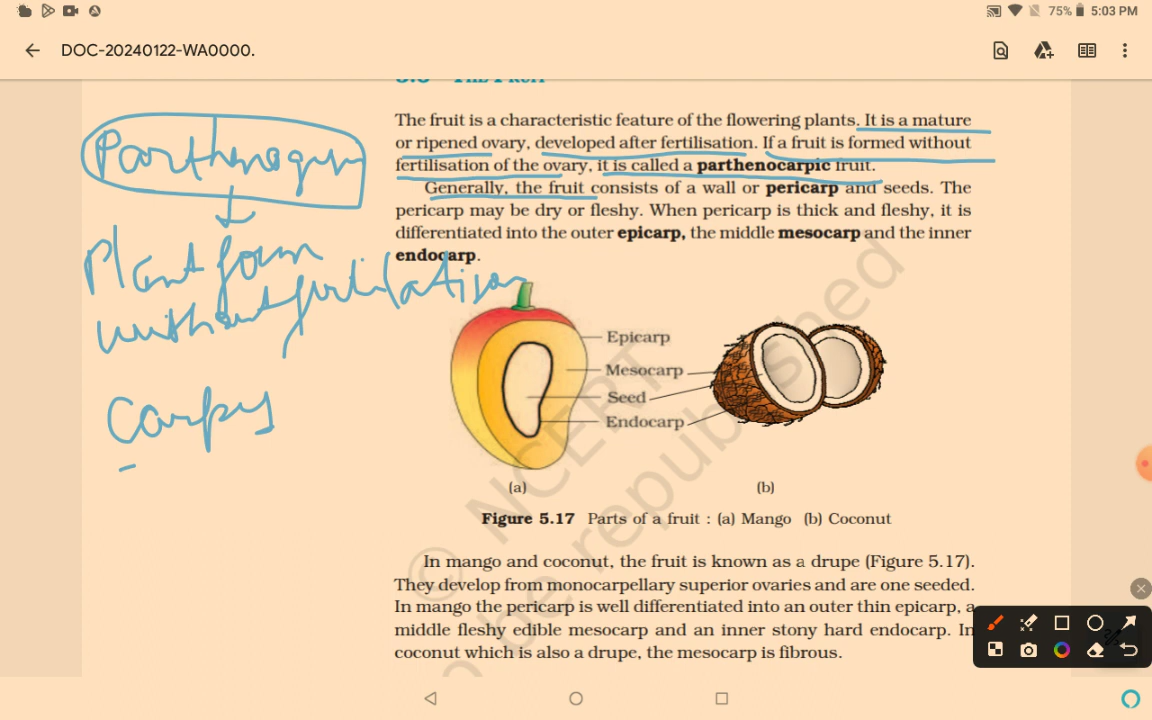 75% 5:03 PM
DOC-20240122-WA0000.
The fruit is a characteristic feature of the flowering plants. It is a mature
or ripened ovary, developed after fertilisation. If a fruit is formed without
fertilisation of the ovary, it is called a parthenocarpic fruit.
Generally, the fruit consists of a wall or pericarp and seeds. The
pericarp may be dry or fleshy. When pericarp is thick and fleshy, it is
differentiated into the outer epicarp, the middle mesocarp and the inner
endocarp.
Plant form
without
Carpy
Epicarp
Mesocarp
Seed
Endocarp
(a)
(b)
Figure 5.17 Parts of a fruit : (a) Mango (b) Coconut
In mango and coconut, the fruit is known as a drupe (Figure 5.17).
They develop from monocarpellary superior ovaries and are one seeded.
In mango the pericarp is well differentiated into an outer thin epicarp, a
middle fleshy edible mesocarp and an inner stony hard endocarp. In
coconut which is also a drupe, the mesocarp is fibrous.
© NCERT
be republished